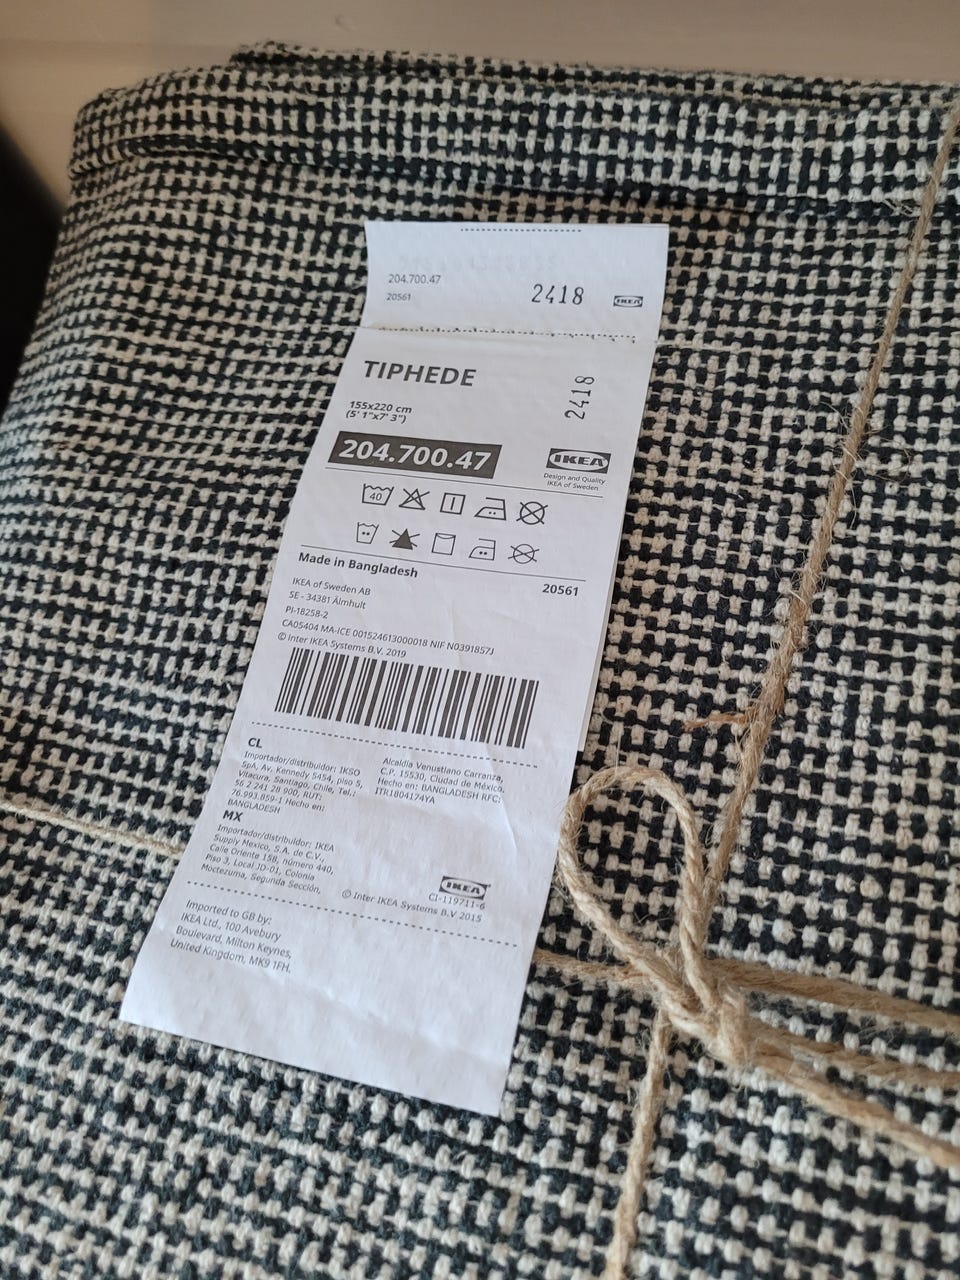 204.700.47
20561
2418
IKEA
TIPHEDE
2418
155x220 cm
(5' 1"x7' 3")
204.700.47
IKEA
Design and Quality
IKEA of Sweden
40
Made in Bangladesh
20561
IKEA of Sweden AB
SE - 34381 Älmhult
PI-18258-2
CA05404 MA-ICE 001524613000018 NIF N0391857J
© Inter IKEA Systems B.V. 2019
CL
Importador/distribuidor: IKSO
SpA, Av. Kennedy 5454, piso 5,
Vitacura, Santiago, Chile, Tel.:
56 2 241 28 900, RUT:
76.993.859-1 Hecho en:
BANGLADESH
MX
Importador/distribuidor: IKEA
Supply Mexico, S.A. de C.V.,
Calle Oriente 158, número 440,
Piso 3, Local JD-01, Colonia
Moctezuma, Segunda Sección,
Alcaldia Venustiano Carranza,
C.P. 15530, Ciudad de México.
Hecho en: BANGLADESH RFC:
ITR1804174YA
IKEA
CI-119711-6
© Inter IKEA Systems B.V 2015
Imported to GB by:
IKEA Ltd., 100 Avebury
Boulevard, Milton Keynes,
United Kingdom, MK9 1FH.